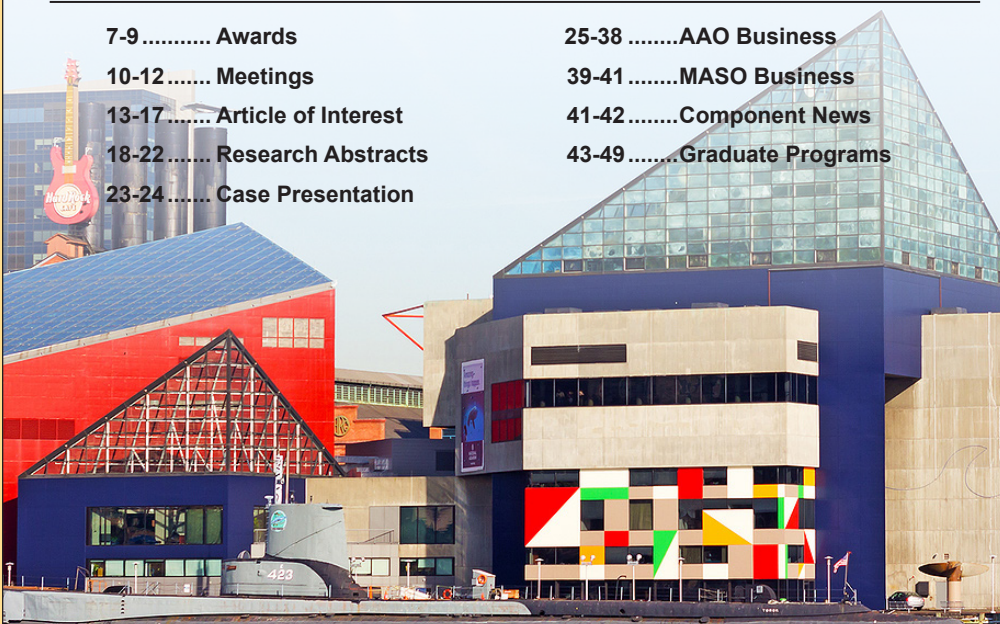 7-9........... Awards
10-12....... Meetings
13-17....... Article of Interest
18-22....... Research Abstracts
23-24....... Case Presentation
25-38 ........AAO Business
39-41........MASO Business
41-42........Component News
43-49........Graduate Programs
Hard Rock
CAFE
423
TORSK